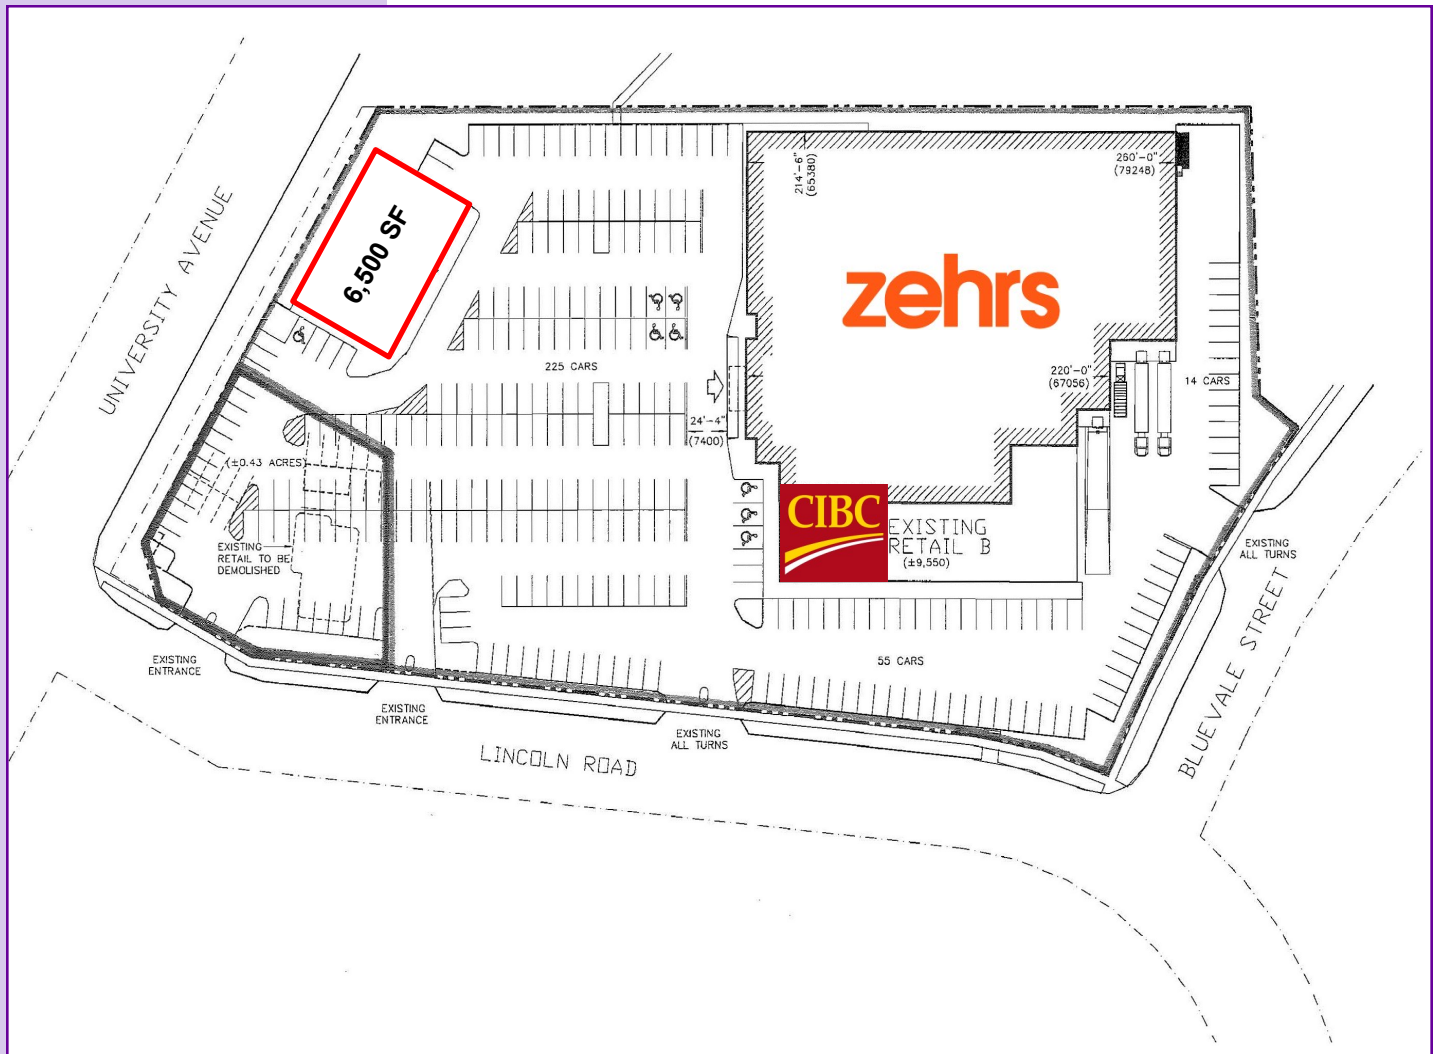 UNIVERSITY AVENUE
6,500 SF
214'-6"
(65380)
260'-0"
(79248)
zehrs
225 CARS
220'-0"
(67056)
14 CARS
24'-4"
(7400)
(±0.43 ACRES)
CIBC
EXISTING
RETAIL B
(±9,550)
EXISTING
RETAIL TO BE
DEMOLISHED
EXISTING
ALL TURNS
EXISTING
ENTRANCE
55 CARS
EXISTING
ENTRANCE
EXISTING
ALL TURNS
LINCOLN ROAD
BLUEVALE STREET